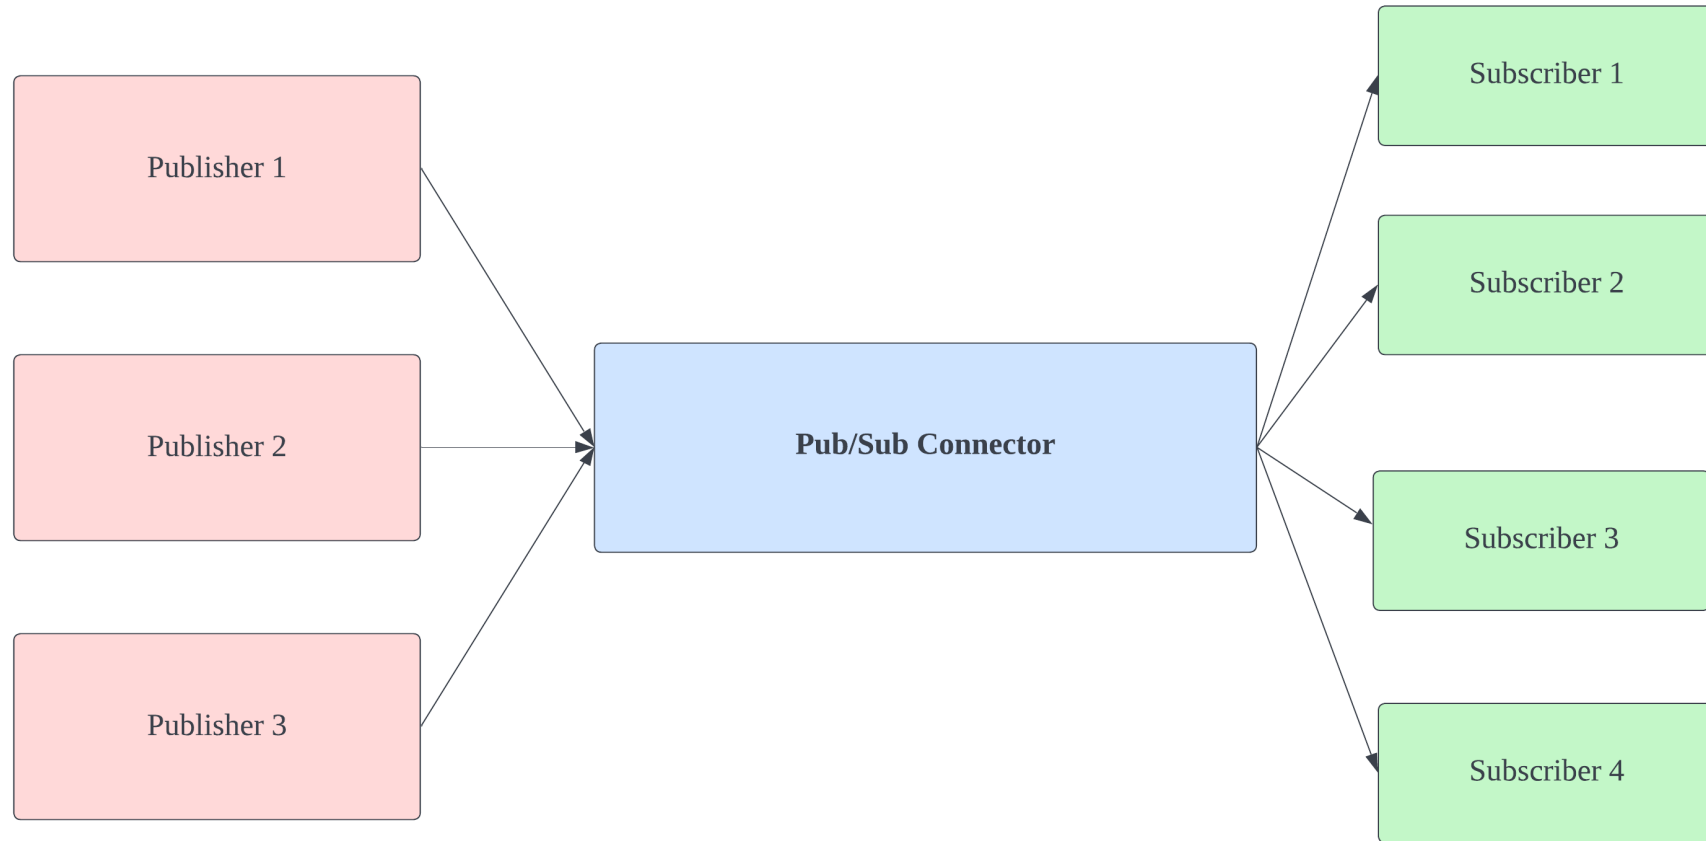 Publisher 1
Publisher 2
Publisher 3
Pub/Sub Connector
Subscriber 1
Subscriber 2
Subscriber 3
Subscriber 4